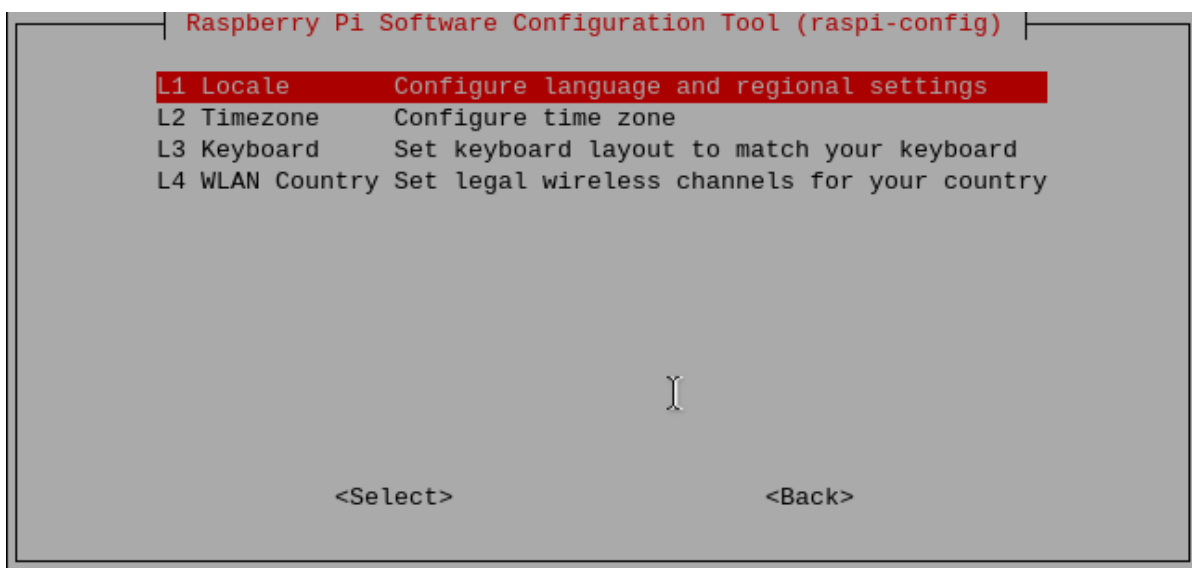 Raspberry Pi Software Configuration Tool (raspi-config)
L1 Locale Configure language and regional settings
L2 Timezone Configure time zone
L3 Keyboard Set keyboard layout to match your keyboard
L4 WLAN Country Set legal wireless channels for your country
<Select> <Back>